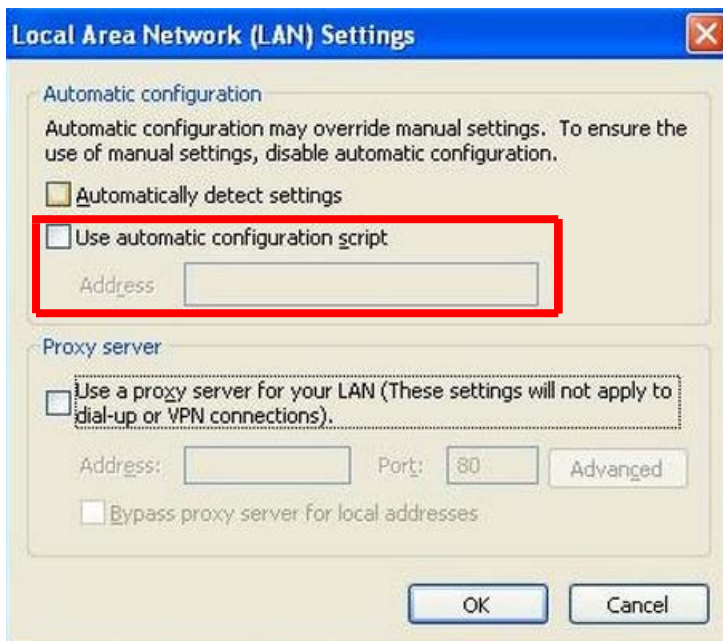 Local Area Network (LAN) Settings
Automatic configuration
Automatic configuration may override manual settings. To ensure the
use of manual settings, disable automatic configuration.
Automatically detect settings
Use automatic configuration script
Address
Proxy server
Use a proxy server for your LAN (These settings will not apply to
dial-up or VPN connections).
Address: Port: 80 Advanced
Bypass proxy server for local addresses
OK Cancel